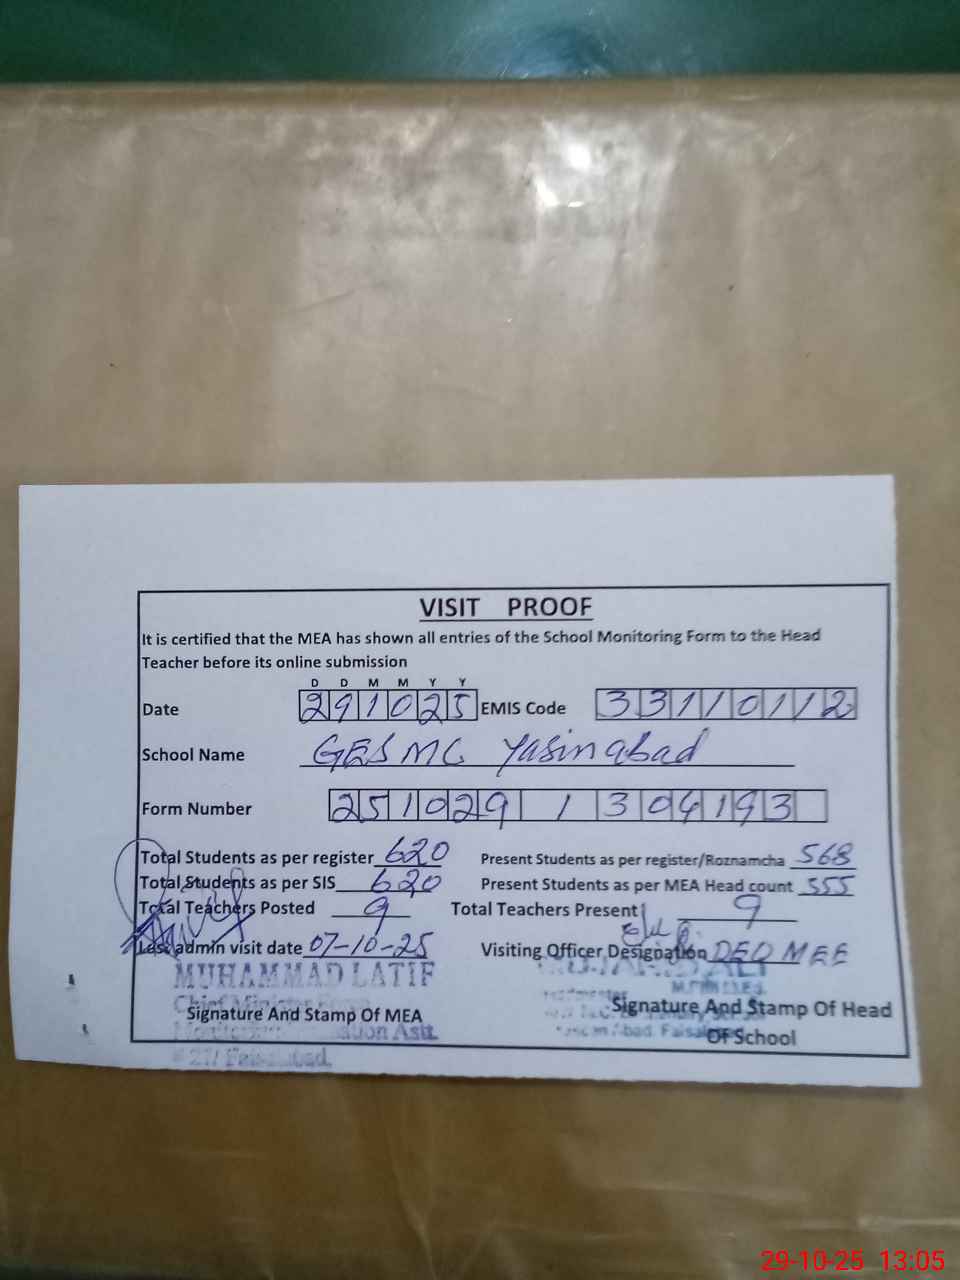 VISIT PROOF
It is certified that the MEA has shown all entries of the School Monitoring Form to the Head
Teacher before its online submission
D D M M Y Y
Date 291025 EMIS Code 33110112
School Name GES MC Yasinabad
Form Number 251029 1 304193
Total Students as per register 620 Present Students as per register/Roznamcha 568
Total Students as per SIS 620 Present Students as per MEA Head count 555
Total Teachers Posted 9 Total Teachers Present 9
Last admin visit date 07-10-25 Visiting Officer Designation DEO MEE
MUHAMMAD LATIF
Chief Minister
Signature And Stamp Of MEA Signature And Stamp Of Head
Of School
Faisalabad.
29-10-25 13:05